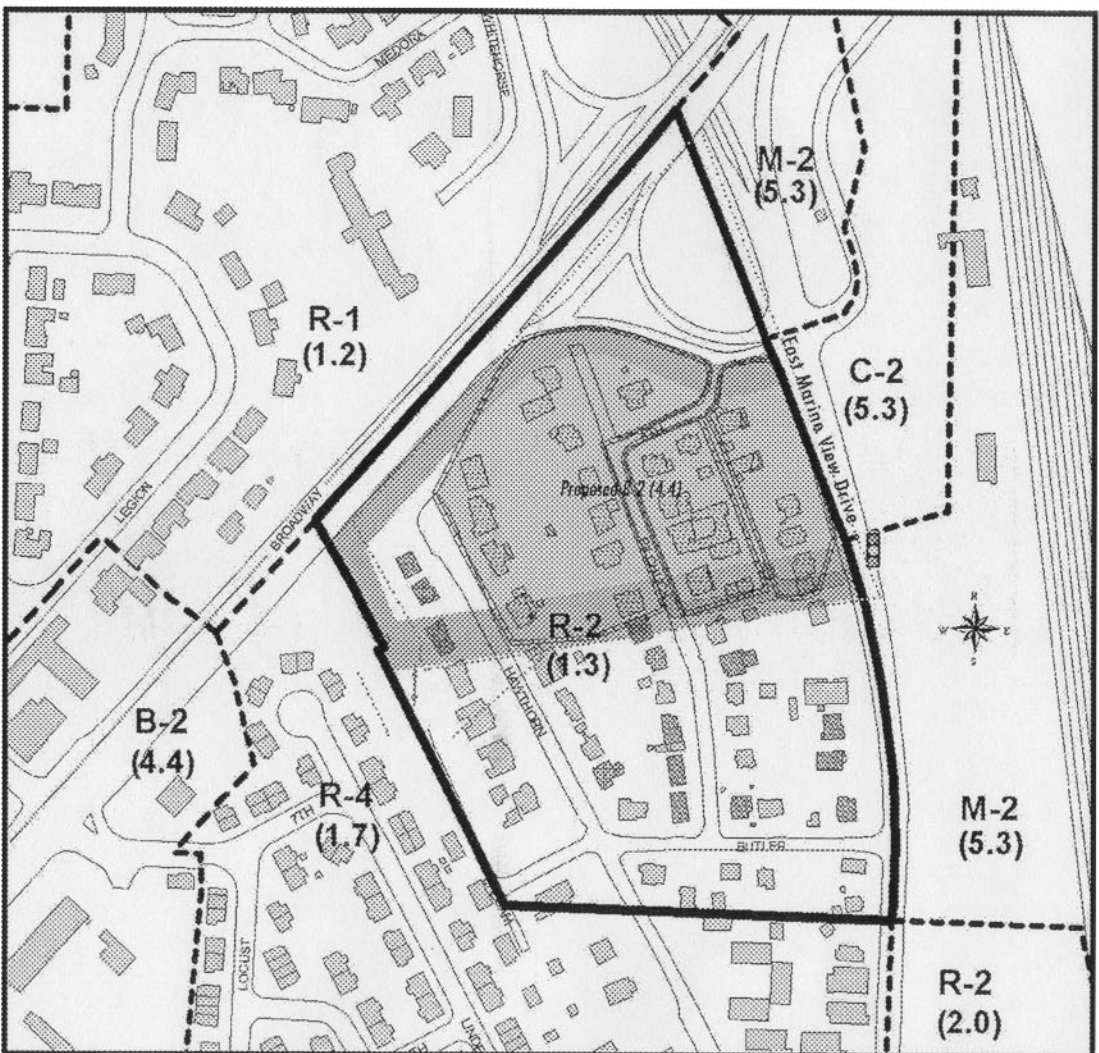 MEDORA
WHITEHORSE
M-2
(5.3)
R-1
(1.2)
East Marina View Drive
C-2
(5.3)
LEGION
BROADWAY
Proposed B-2 (4.4)
N
W
E
S
R-2
(1.3)
HAWTHORN
B-2
(4.4)
R-4
(1.7)
7TH
M-2
(5.3)
BUTLER
LOCUST
R-2
(2.0)